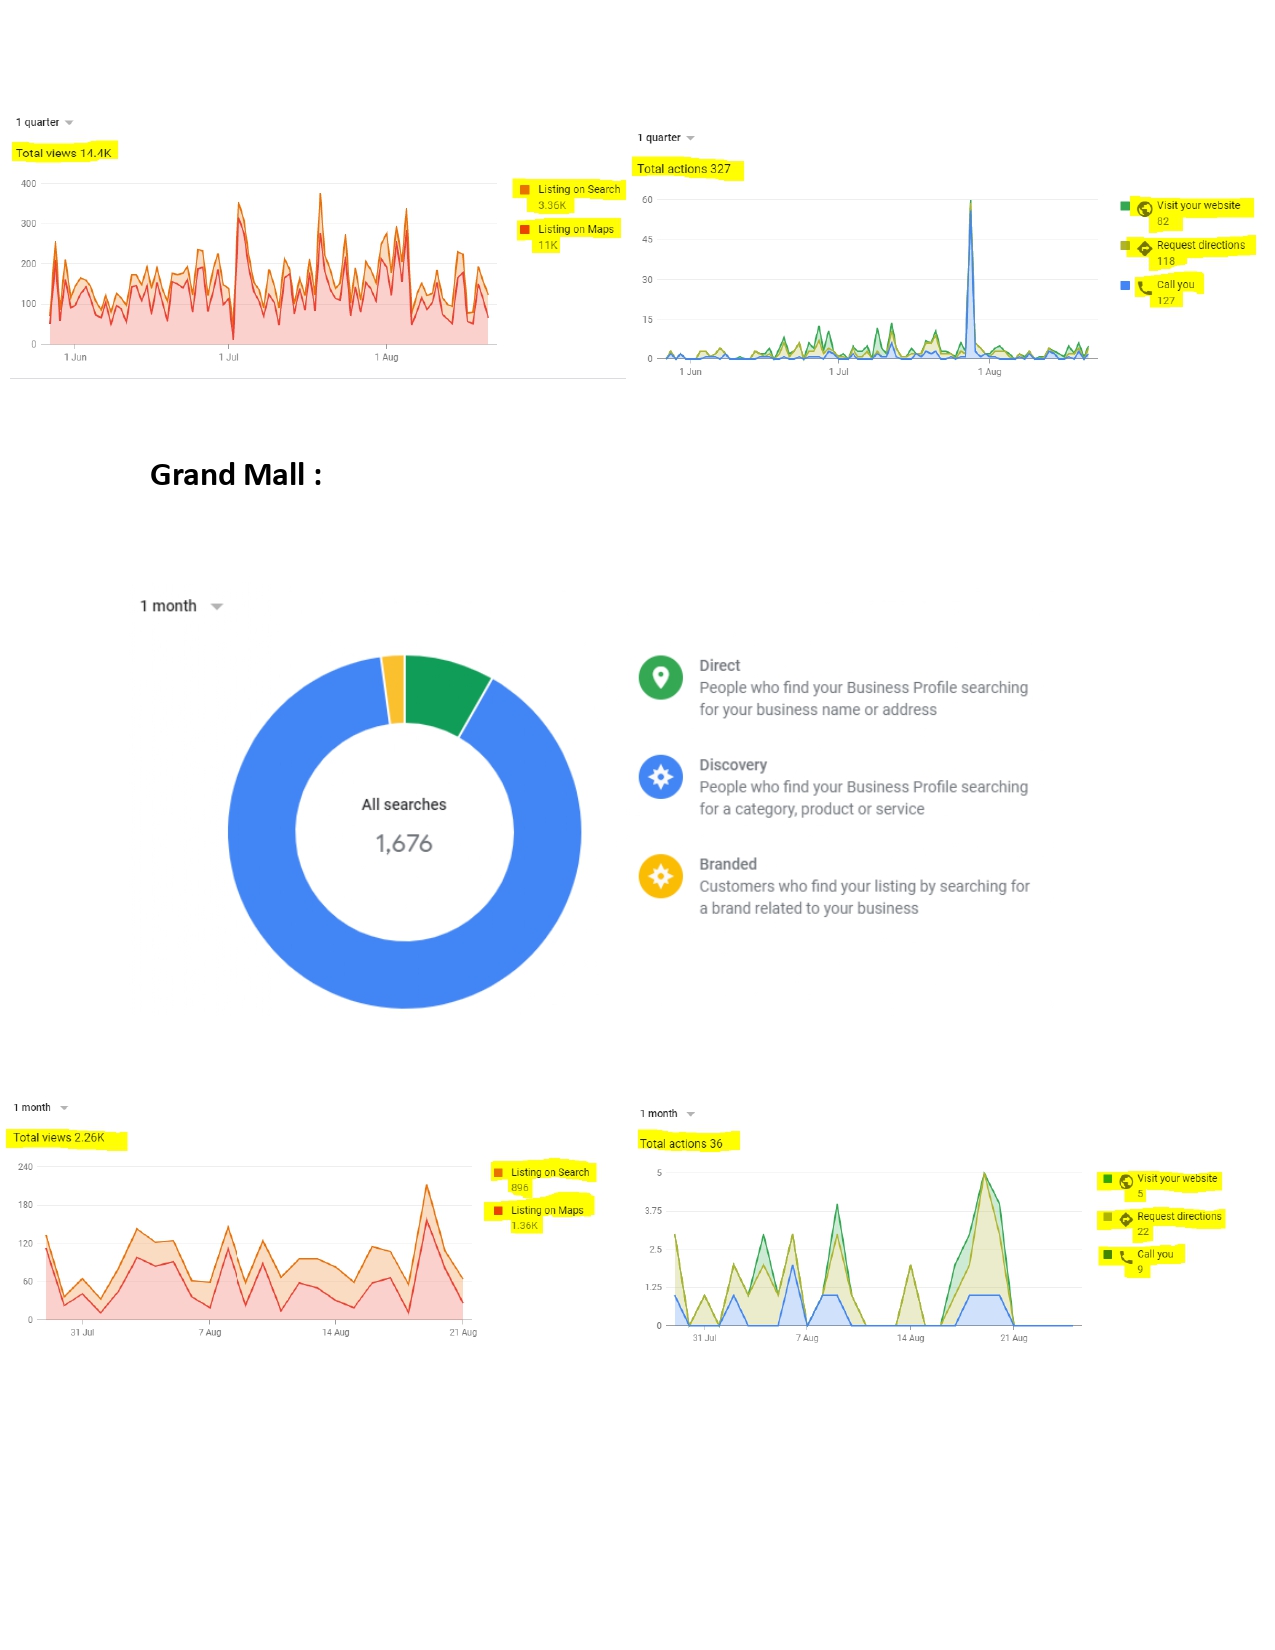 1 quarter
Total views 14.4K
400
300
200
100
0
1 Jun
1 Jul
1 Aug
Listing on Search
3.36K
Listing on Maps
11K
1 quarter
Total actions 327
60
45
30
15
0
1 Jun
1 Jul
1 Aug
Visit your website
82
Request directions
118
Call you
127
Grand Mall :
1 month
All searches
1,676
Direct
People who find your Business Profile searching
for your business name or address
Discovery
People who find your Business Profile searching
for a category, product or service
Branded
Customers who find your listing by searching for
a brand related to your business
1 month
Total views 2.26K
240
180
120
60
0
31 Jul
7 Aug
14 Aug
21 Aug
Listing on Search
896
Listing on Maps
1.36K
1 month
Total actions 36
5
3.75
2.5
1.25
0
31 Jul
7 Aug
14 Aug
21 Aug
Visit your website
5
Request directions
22
Call you
9